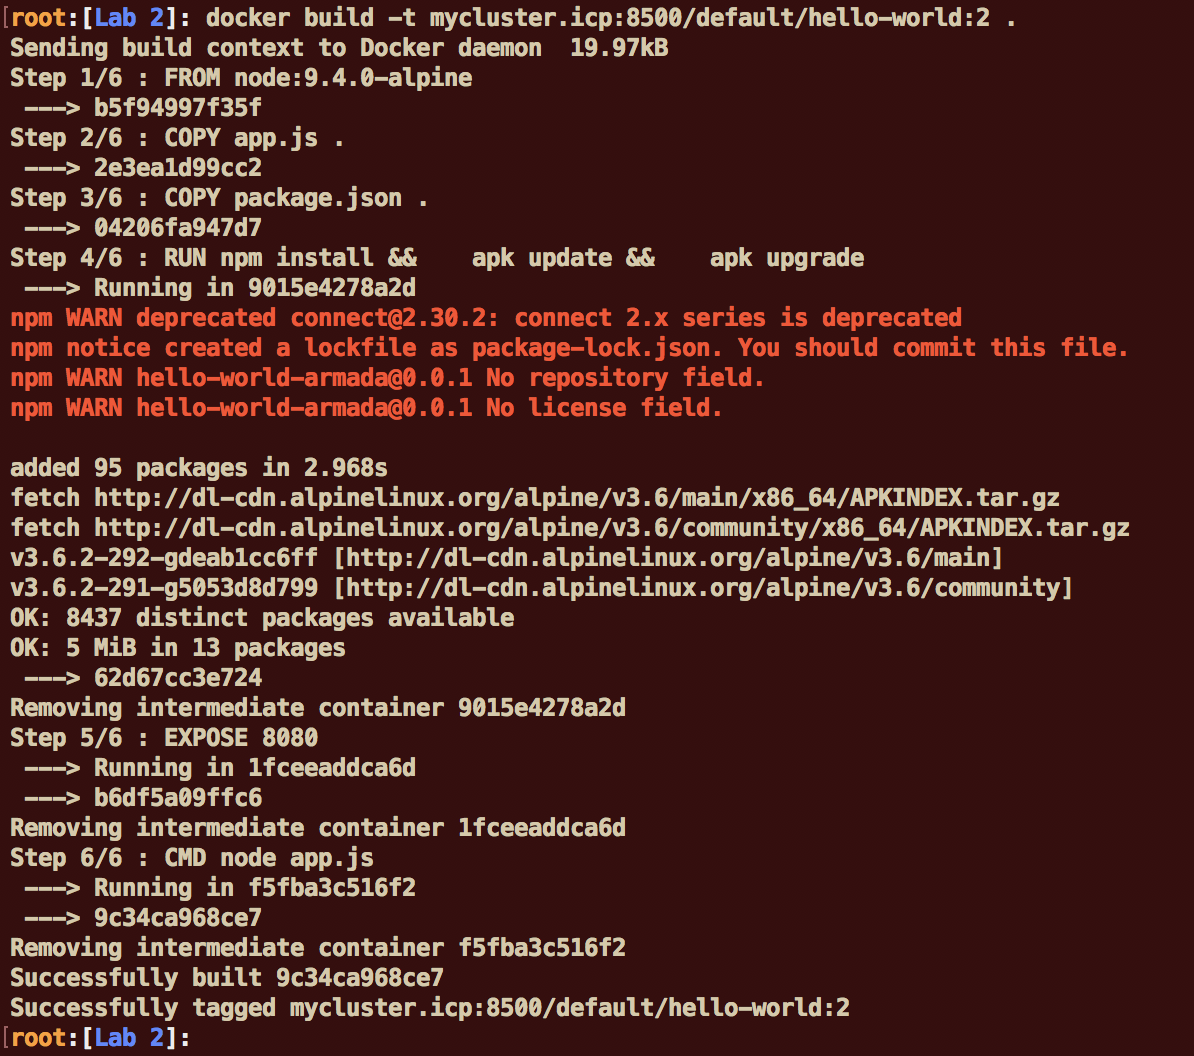 [root:[Lab 2]: docker build -t mycluster.icp:8500/default/hello-world:2 .
Sending build context to Docker daemon  19.97kB
Step 1/6 : FROM node:9.4.0-alpine
 ---> b5f94997f35f
Step 2/6 : COPY app.js .
 ---> 2e3ea1d99cc2
Step 3/6 : COPY package.json .
 ---> 04206fa947d7
Step 4/6 : RUN npm install &&    apk update &&    apk upgrade
 ---> Running in 9015e4278a2d
npm WARN deprecated connect@2.30.2: connect 2.x series is deprecated
npm notice created a lockfile as package-lock.json. You should commit this file.
npm WARN hello-world-armada@0.0.1 No repository field.
npm WARN hello-world-armada@0.0.1 No license field.

added 95 packages in 2.968s
fetch http://dl-cdn.alpinelinux.org/alpine/v3.6/main/x86_64/APKINDEX.tar.gz
fetch http://dl-cdn.alpinelinux.org/alpine/v3.6/community/x86_64/APKINDEX.tar.gz
v3.6.2-292-gdeab1cc6ff [http://dl-cdn.alpinelinux.org/alpine/v3.6/main]
v3.6.2-291-g5053d8d799 [http://dl-cdn.alpinelinux.org/alpine/v3.6/community]
OK: 8437 distinct packages available
OK: 5 MiB in 13 packages
 ---> 62d67cc3e724
Removing intermediate container 9015e4278a2d
Step 5/6 : EXPOSE 8080
 ---> Running in 1fceeaddca6d
 ---> b6df5a09ffc6
Removing intermediate container 1fceeaddca6d
Step 6/6 : CMD node app.js
 ---> Running in f5fba3c516f2
 ---> 9c34ca968ce7
Removing intermediate container f5fba3c516f2
Successfully built 9c34ca968ce7
Successfully tagged mycluster.icp:8500/default/hello-world:2
[root:[Lab 2]: